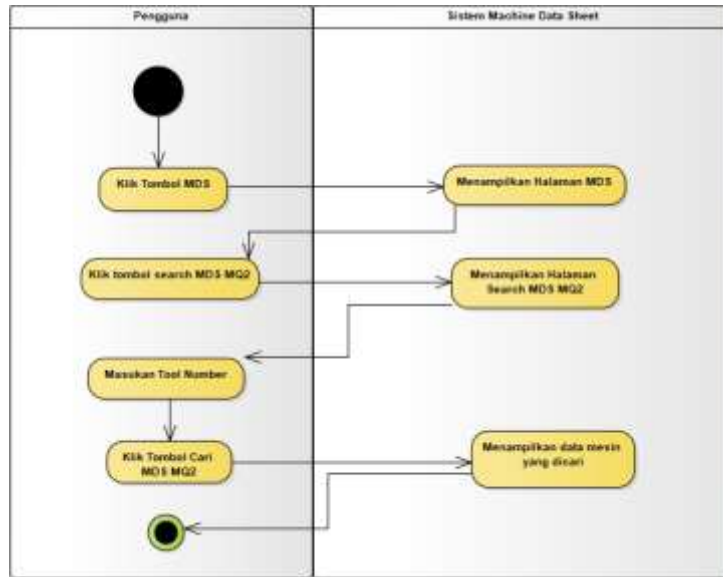 Pengguna
Sistem Machine Data Sheet
Klik Tombol MDS
Menampilkan Halaman MDS
Klik tombol search MDS MQ2
Menampilkan Halaman
Search MDS MQ2
Masukan Tool Number
Klik Tombol Cari
MDS MQ2
Menampilkan data mesin
yang dicari